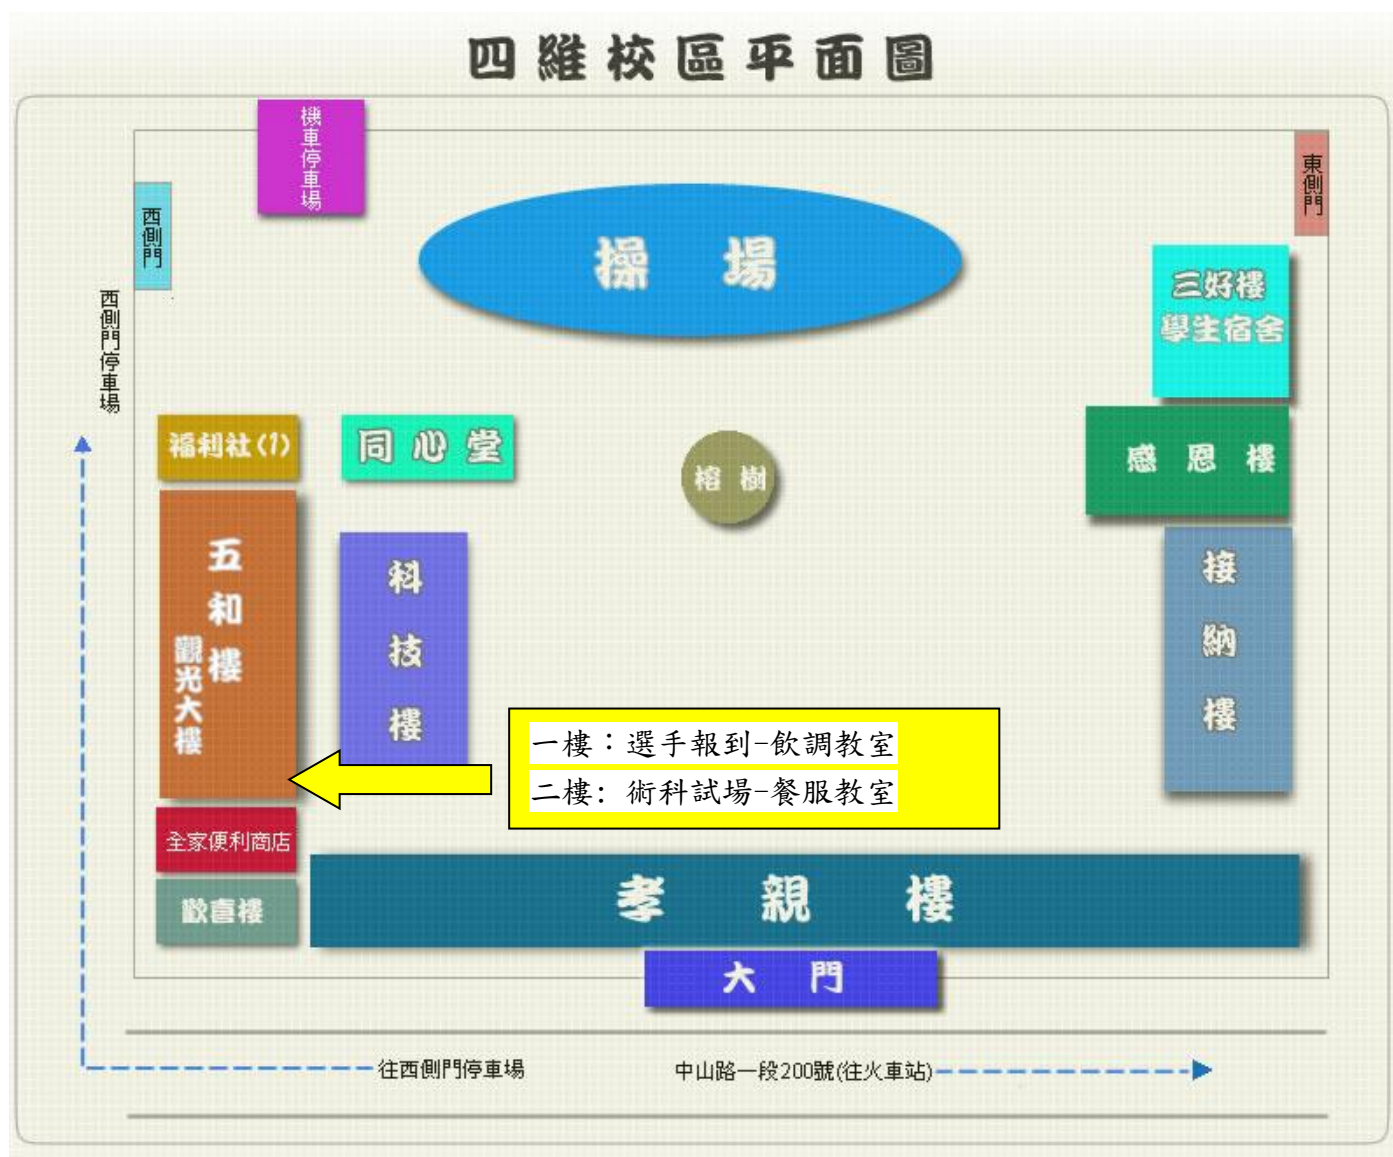 四維校區平面圖
機車停車場
東側門
西側門
操場
三好樓
學生宿舍
西側門停車場
福利社(1)
同心堂
榕樹
感恩樓
五和樓
觀光大樓
科技樓
接納樓
一樓：選手報到-飲調教室
二樓: 術科試場-餐服教室
全家便利商店
歡喜樓
孝親樓
大門
往西側門停車場
中山路一段200號(往火車站)